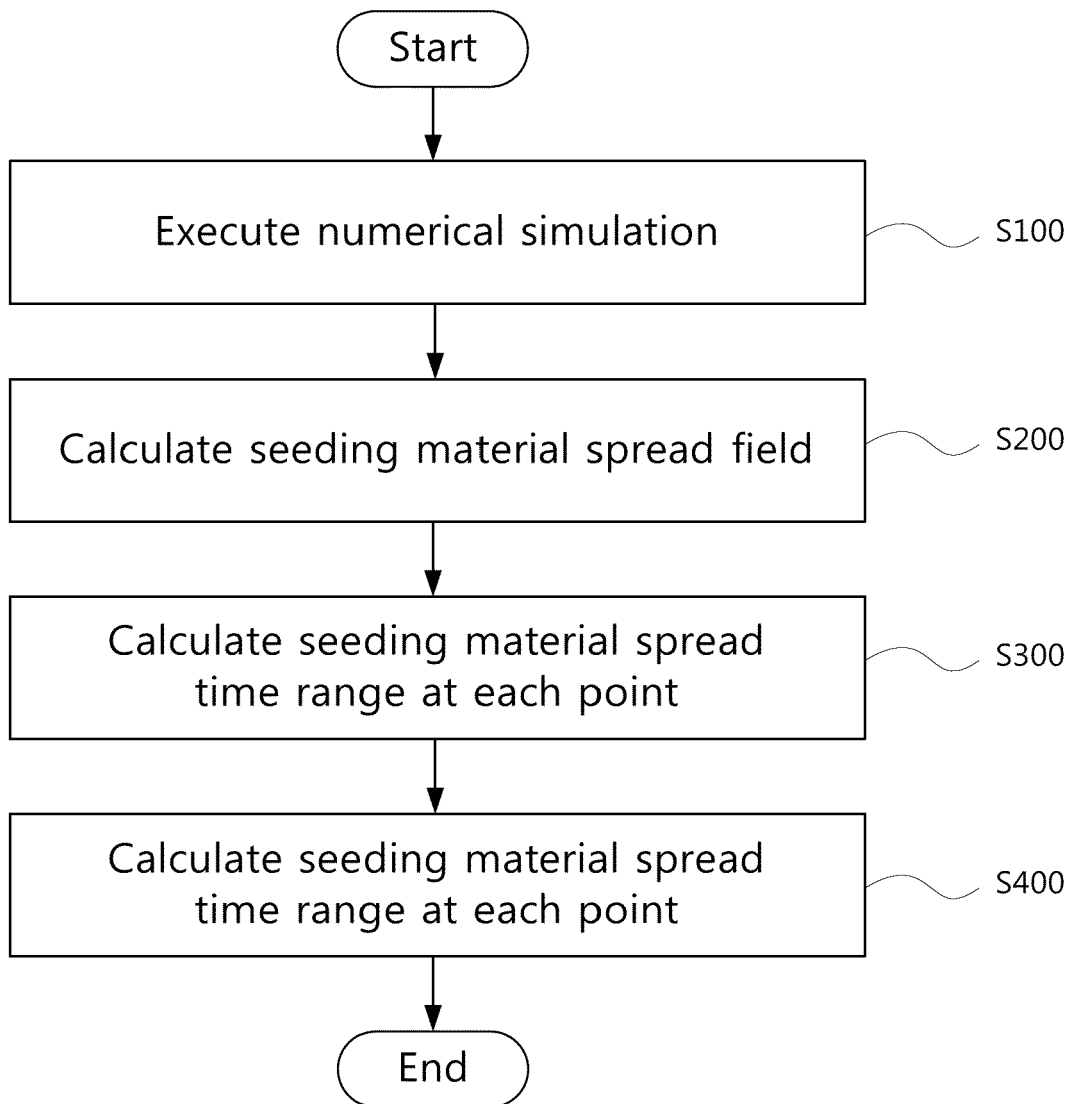 Start
Execute numerical simulation
S100
Calculate seeding material spread field
S200
Calculate seeding material spread
time range at each point
S300
Calculate seeding material spread
time range at each point
S400
End